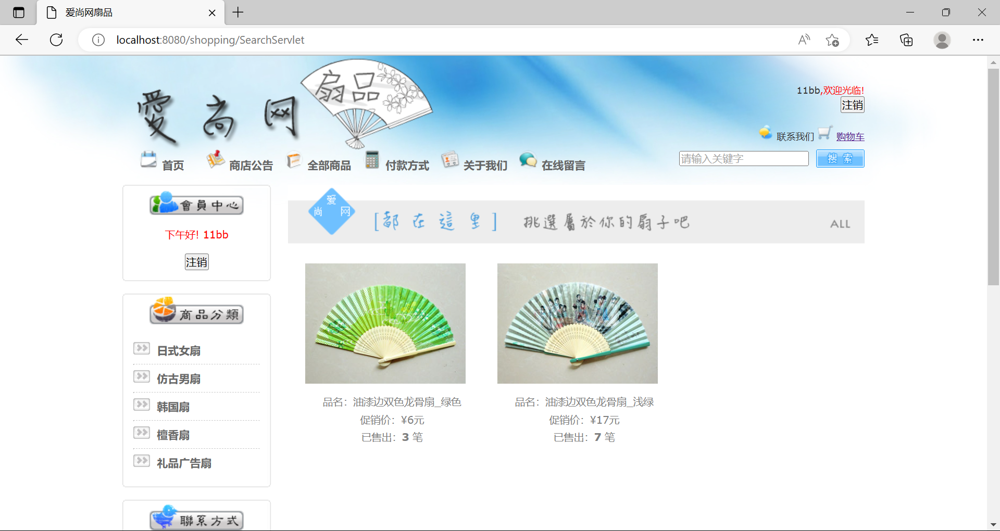 爱尚网扇品
localhost:8080/shopping/SearchServlet
愛尚网
扇品
11bb,欢迎光临!
注销
联系我们 购物车
首页 商店公告 全部商品 付款方式 关于我们 在线留言
请输入关键字 搜索
會員中心
下午好! 11bb
注销
商品分類
日式女扇
仿古男扇
韩国扇
檀香扇
礼品广告扇
聯系方式
爱
尚 网
[都在這里] 挑選屬於你的扇子吧 ALL
品名：油漆边双色龙骨扇_绿色
促销价：¥6元
已售出：3 笔
品名：油漆边双色龙骨扇_浅绿
促销价：¥17元
已售出：7 笔